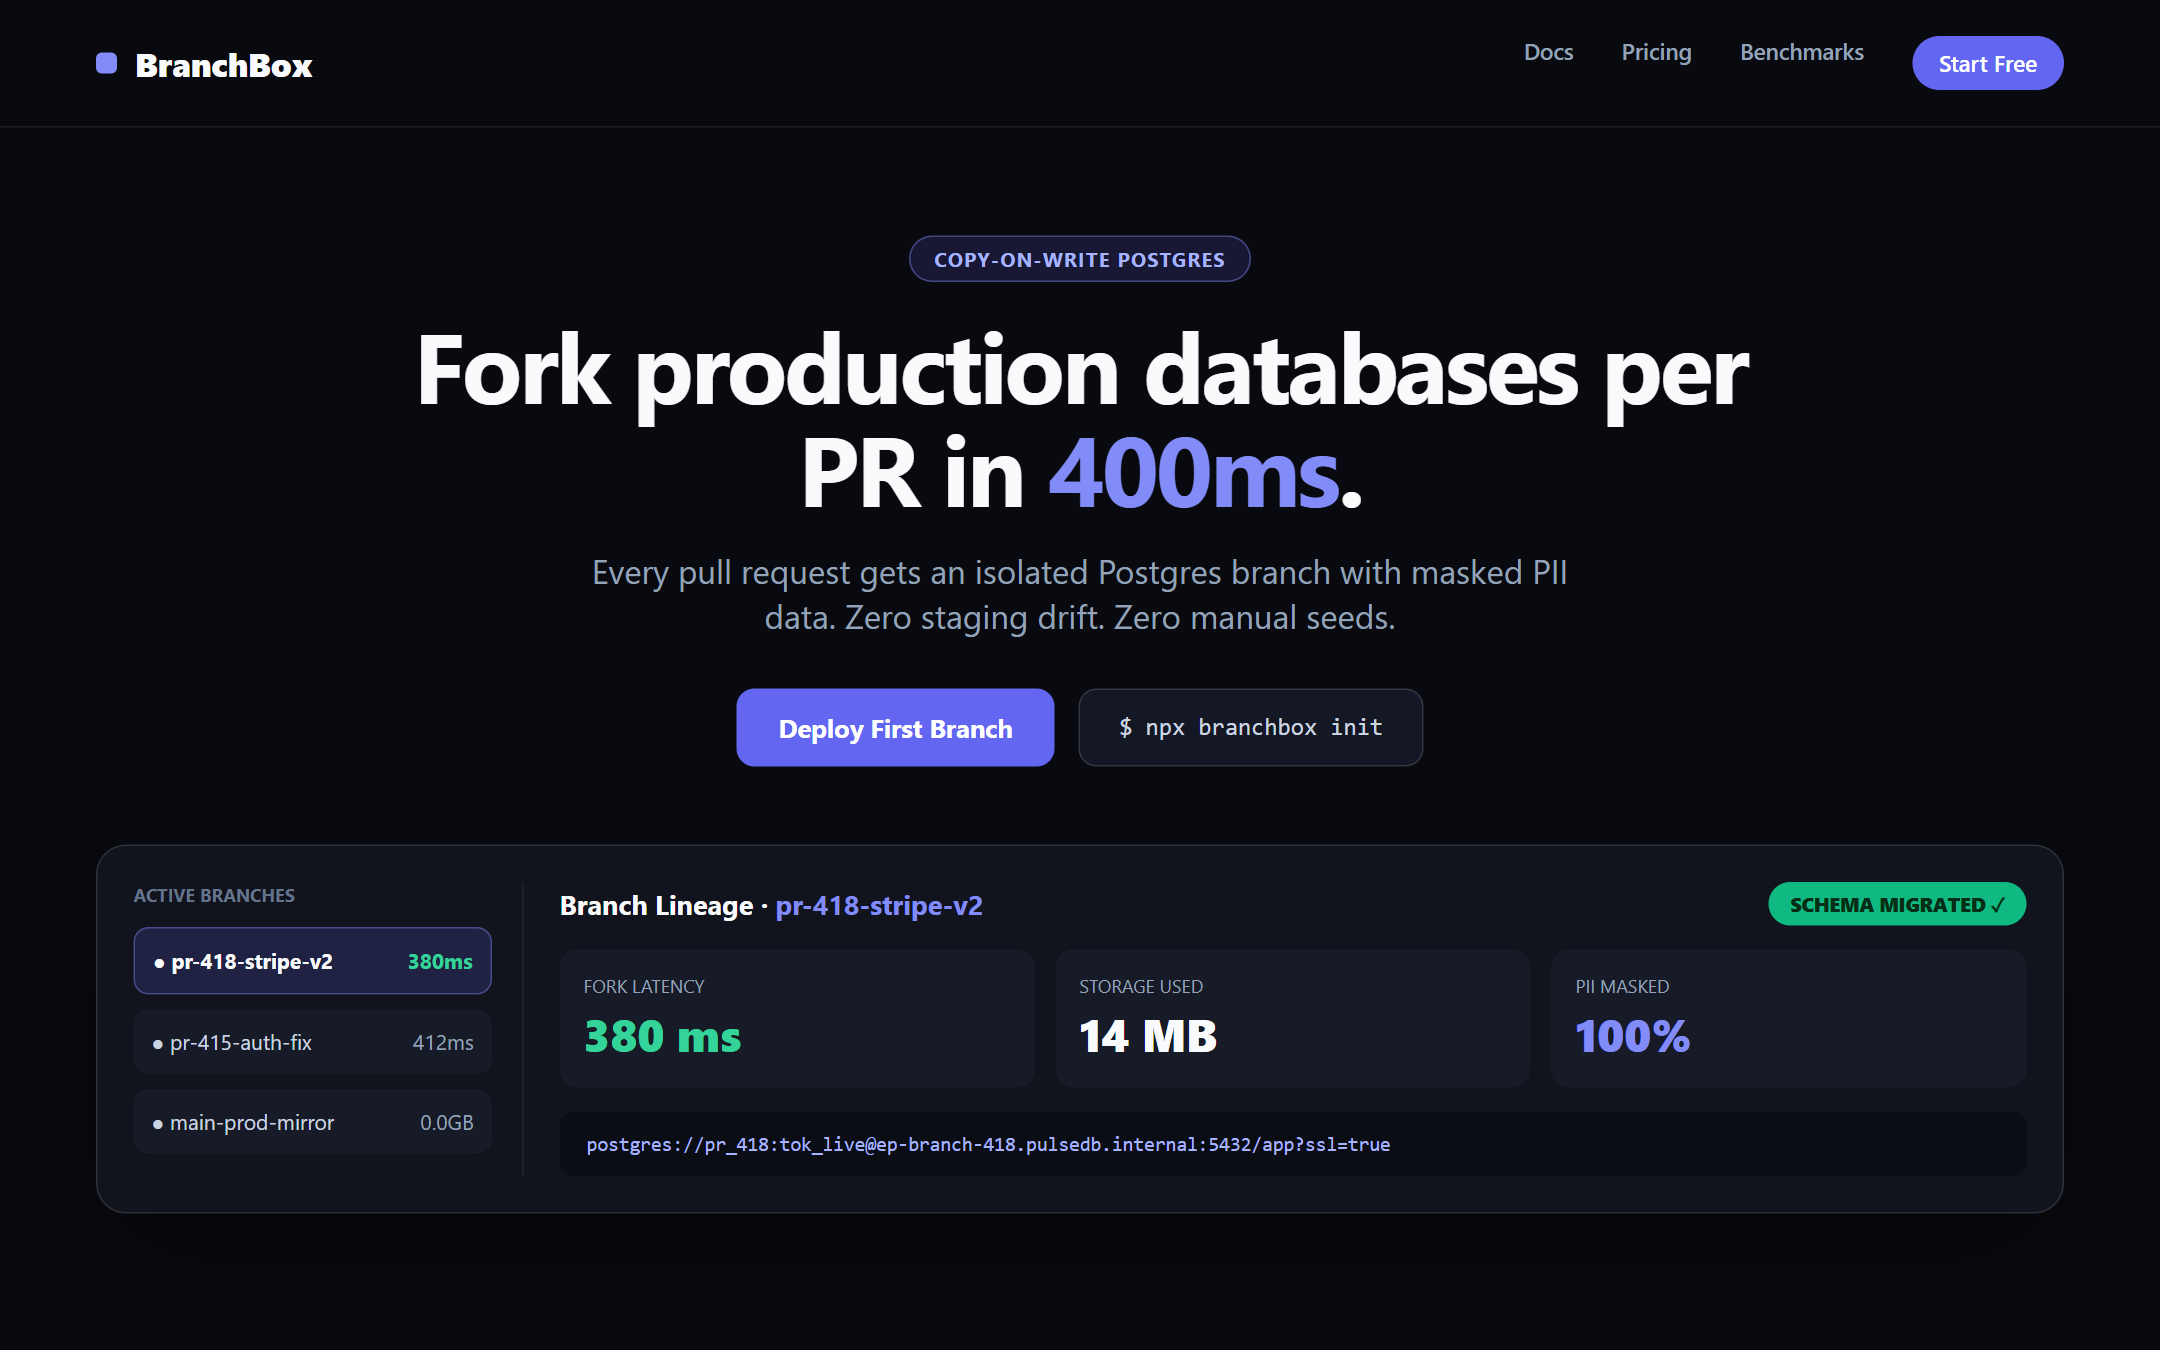 BranchBox
Docs
Pricing
Benchmarks
Start Free
COPY-ON-WRITE POSTGRES
Fork production databases per
PR in 400ms.
Every pull request gets an isolated Postgres branch with masked PII
data. Zero staging drift. Zero manual seeds.
Deploy First Branch
$ npx branchbox init
ACTIVE BRANCHES
● pr-418-stripe-v2 380ms
● pr-415-auth-fix 412ms
● main-prod-mirror 0.0GB
Branch Lineage · pr-418-stripe-v2
SCHEMA MIGRATED ✓
FORK LATENCY
380 ms
STORAGE USED
14 MB
PII MASKED
100%
postgres://pr_418:tok_live@ep-branch-418.pulsedb.internal:5432/app?ssl=true